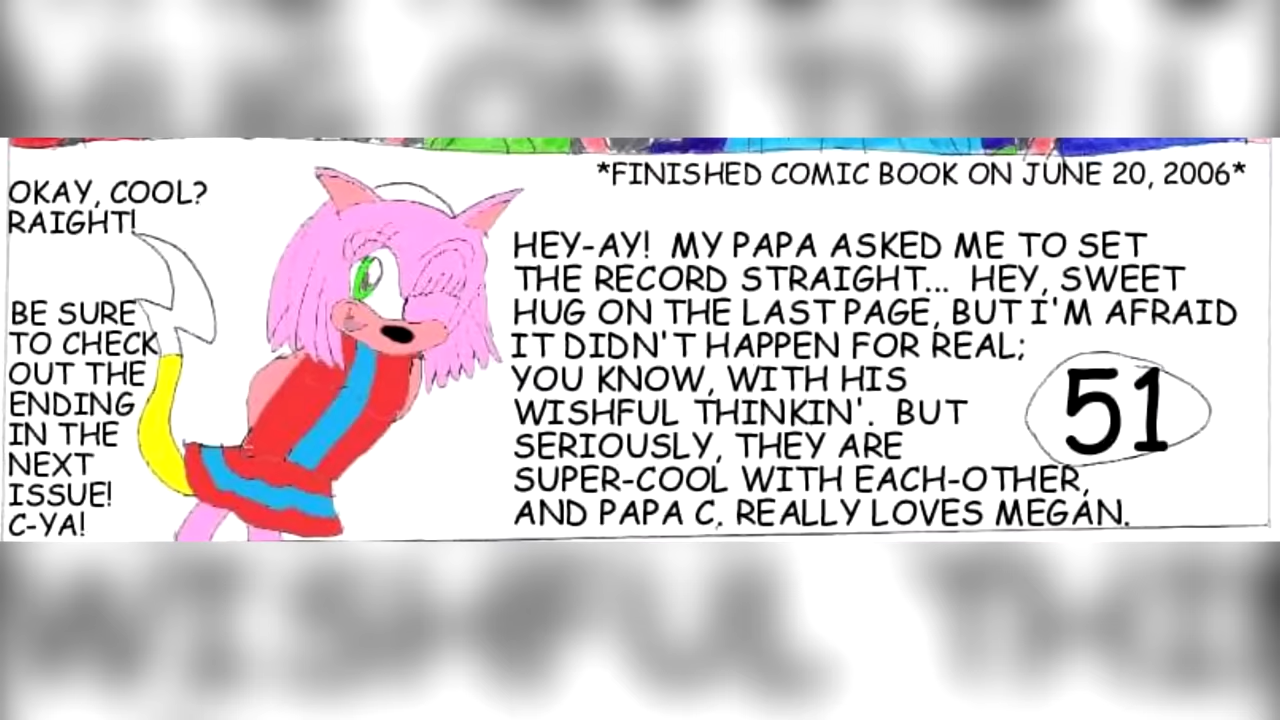 *FINISHED COMIC BOOK ON JUNE 20, 2006*
HEY-AY! MY PAPA ASKED ME TO SET
THE RECORD STRAIGHT... HEY, SWEET
HUG ON THE LAST PAGE, BUT I'M AFRAID
IT DIDN'T HAPPEN FOR REAL;
YOU KNOW, WITH HIS
WISHFUL THINKIN'. BUT
SERIOUSLY, THEY ARE
SUPER-COOL WITH EACH-OTHER,
AND PAPA C. REALLY LOVES MEGAN.
OKAY, COOL?
RAIGHT!
BE SURE
TO CHECK
OUT THE
ENDING
IN THE
NEXT
ISSUE!
C-YA!
51